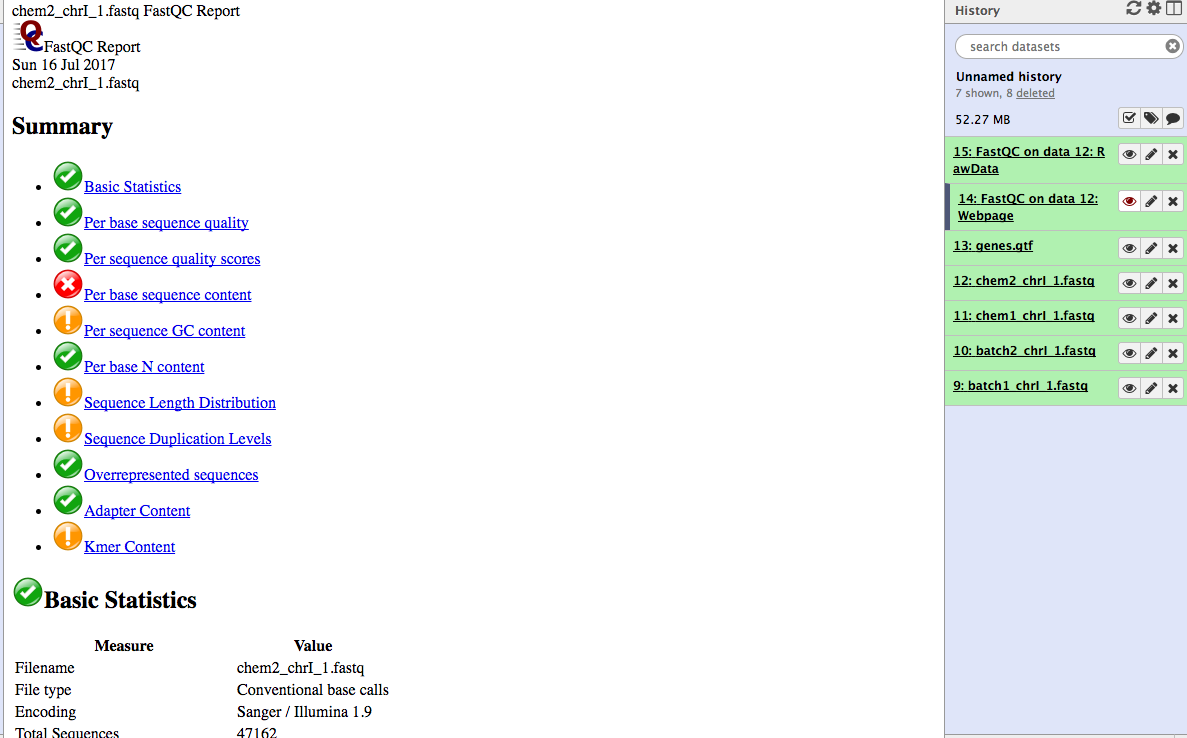 chem2_chrI_1.fastq FastQC Report
FastQC Report
Sun 16 Jul 2017
chem2_chrI_1.fastq
Summary
Basic Statistics
Per base sequence quality
Per sequence quality scores
Per base sequence content
Per sequence GC content
Per base N content
Sequence Length Distribution
Sequence Duplication Levels
Overrepresented sequences
Adapter Content
Kmer Content
Basic Statistics
Measure Value
Filename chem2_chrI_1.fastq
File type Conventional base calls
Encoding Sanger / Illumina 1.9
Total Sequences 47162
History
search datasets
Unnamed history
7 shown, 8 deleted
52.27 MB
15: FastQC on data 12: R
awData
14: FastQC on data 12:
Webpage
13: genes.gtf
12: chem2_chrI_1.fastq
11: chem1_chrI_1.fastq
10: batch2_chrI_1.fastq
9: batch1_chrI_1.fastq